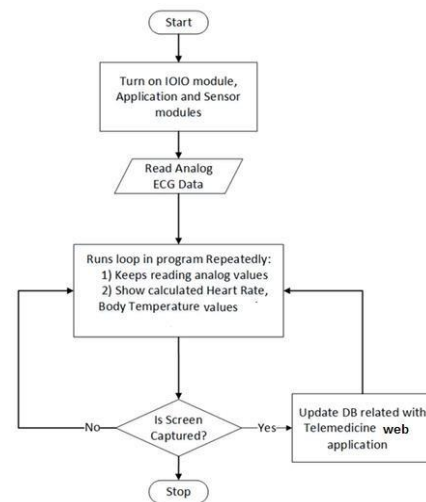 Start
Turn on IOIO module,
Application and Sensor
modules
Read Analog
ECG Data
Runs loop in program Repeatedly:
1) Keeps reading analog values
2) Show calculated Heart Rate,
Body Temperature values
Is Screen
Captured?
No
Yes
Update DB related with
Telemedicine web
application
Stop